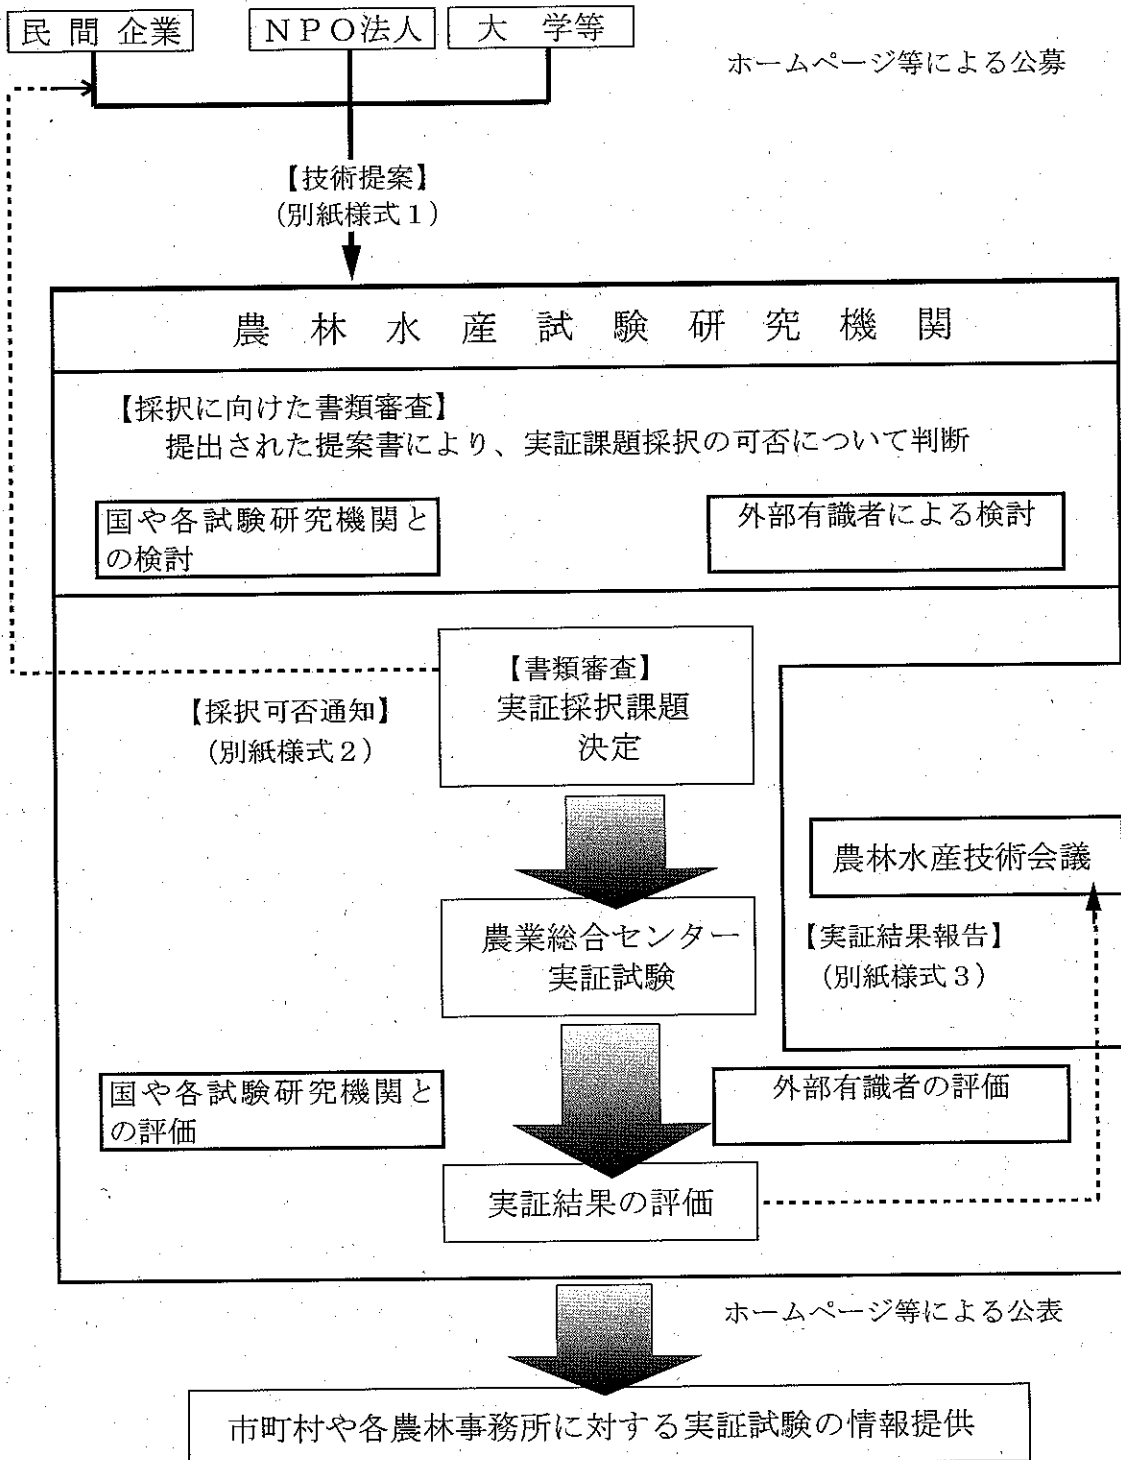 民間企業
NPO法人
大学等
ホームページ等による公募
【技術提案】
(別紙様式1)
農林水産試験研究機関
【採択に向けた書類審査】
提出された提案書により、実証課題採択の可否について判断
国や各試験研究機関と
の検討
外部有識者による検討
【書類審査】
実証採択課題
決定
【採択可否通知】
(別紙様式2)
農林水産技術会議
農業総合センター
実証試験
【実証結果報告】
(別紙様式3)
国や各試験研究機関と
の評価
外部有識者の評価
実証結果の評価
ホームページ等による公表
市町村や各農林事務所に対する実証試験の情報提供